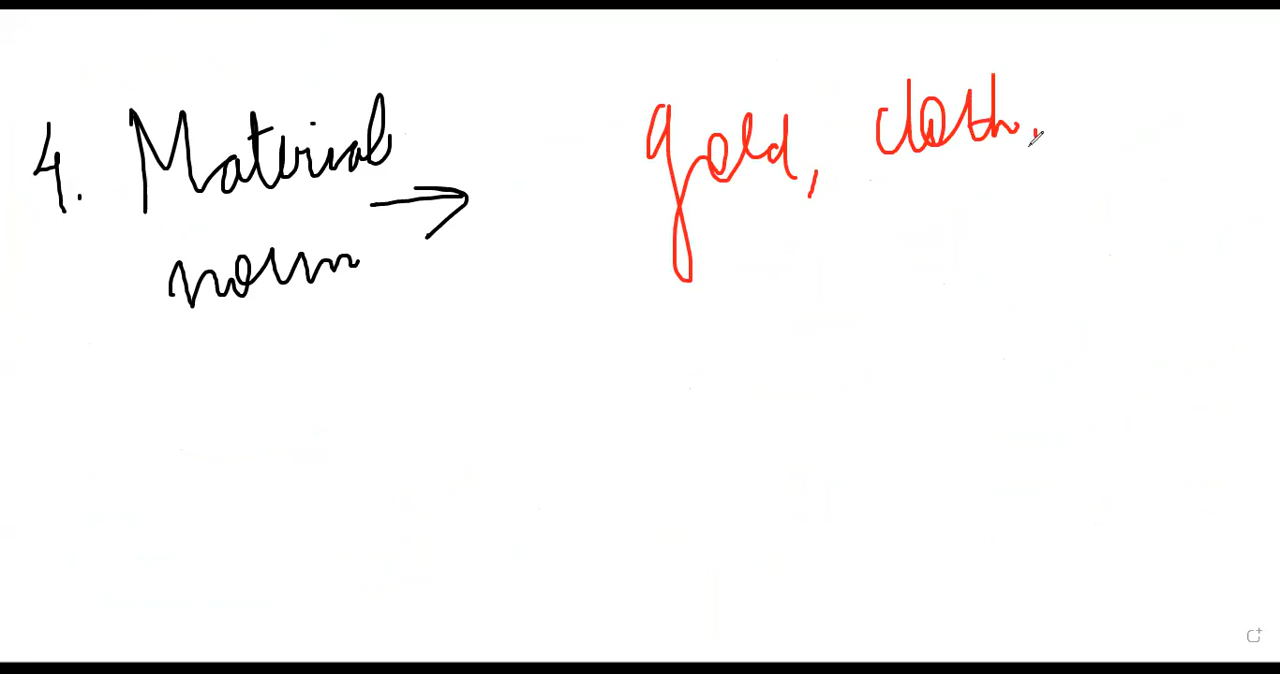 4. Material → gold, cloth,
noun